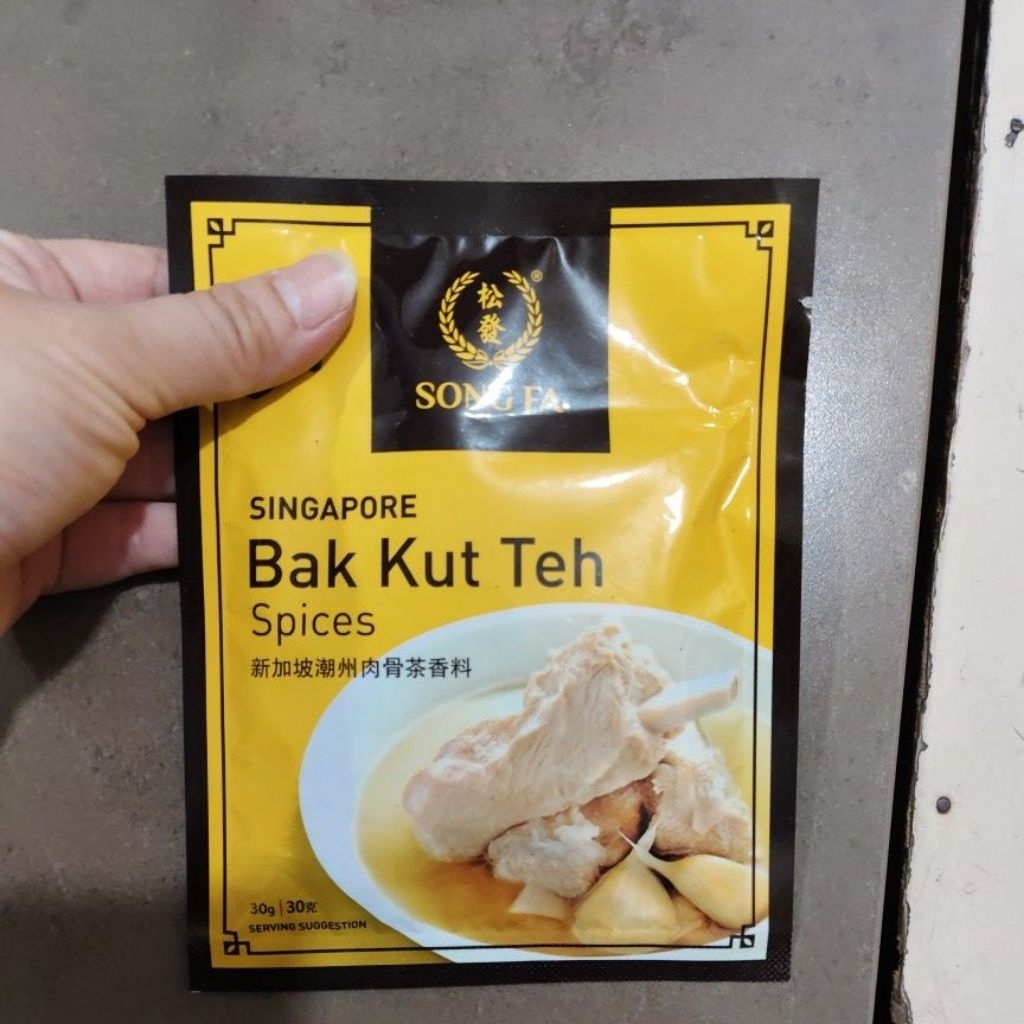 松
發
®
SONG FA
SINGAPORE
Bak Kut Teh
Spices
新加坡潮州肉骨茶香料
30g | 30克
SERVING SUGGESTION